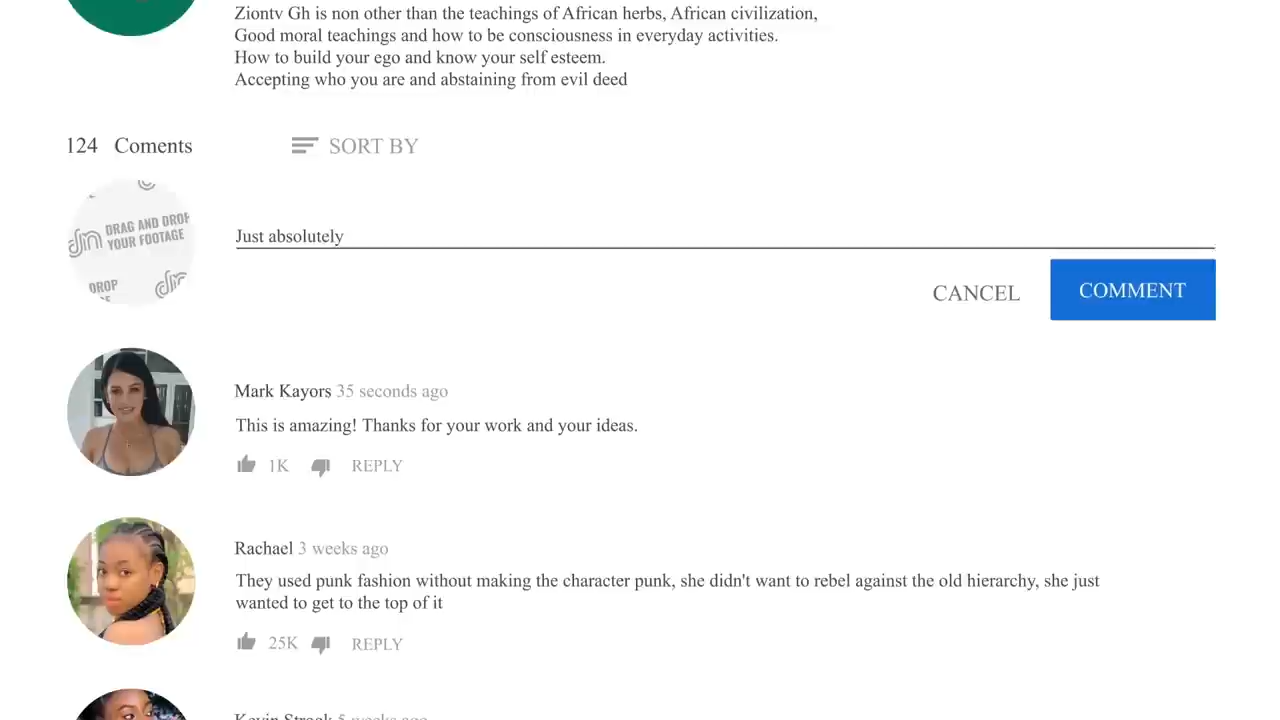 Ziontv Gh is non other than the teachings of African herbs, African civilization,
Good moral teachings and how to be consciousness in everyday activities.
How to build your ego and know your self esteem.
Accepting who you are and abstaining from evil deed
124 Coments
SORT BY
DRAG AND DROP
YOUR FOOTAGE
DROP
Just absolutely
CANCEL
COMMENT
Mark Kayors 35 seconds ago
This is amazing! Thanks for your work and your ideas.
1K REPLY
Rachael 3 weeks ago
They used punk fashion without making the character punk, she didn't want to rebel against the old hierarchy, she just
wanted to get to the top of it
25K REPLY
Kevin Strook 5 weeks ago